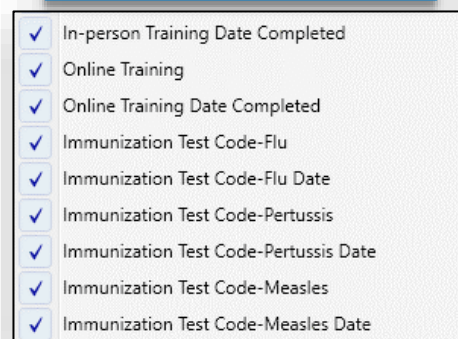 In-person Training Date Completed
Online Training
Online Training Date Completed
Immunization Test Code-Flu
Immunization Test Code-Flu Date
Immunization Test Code-Pertussis
Immunization Test Code-Pertussis Date
Immunization Test Code-Measles
Immunization Test Code-Measles Date